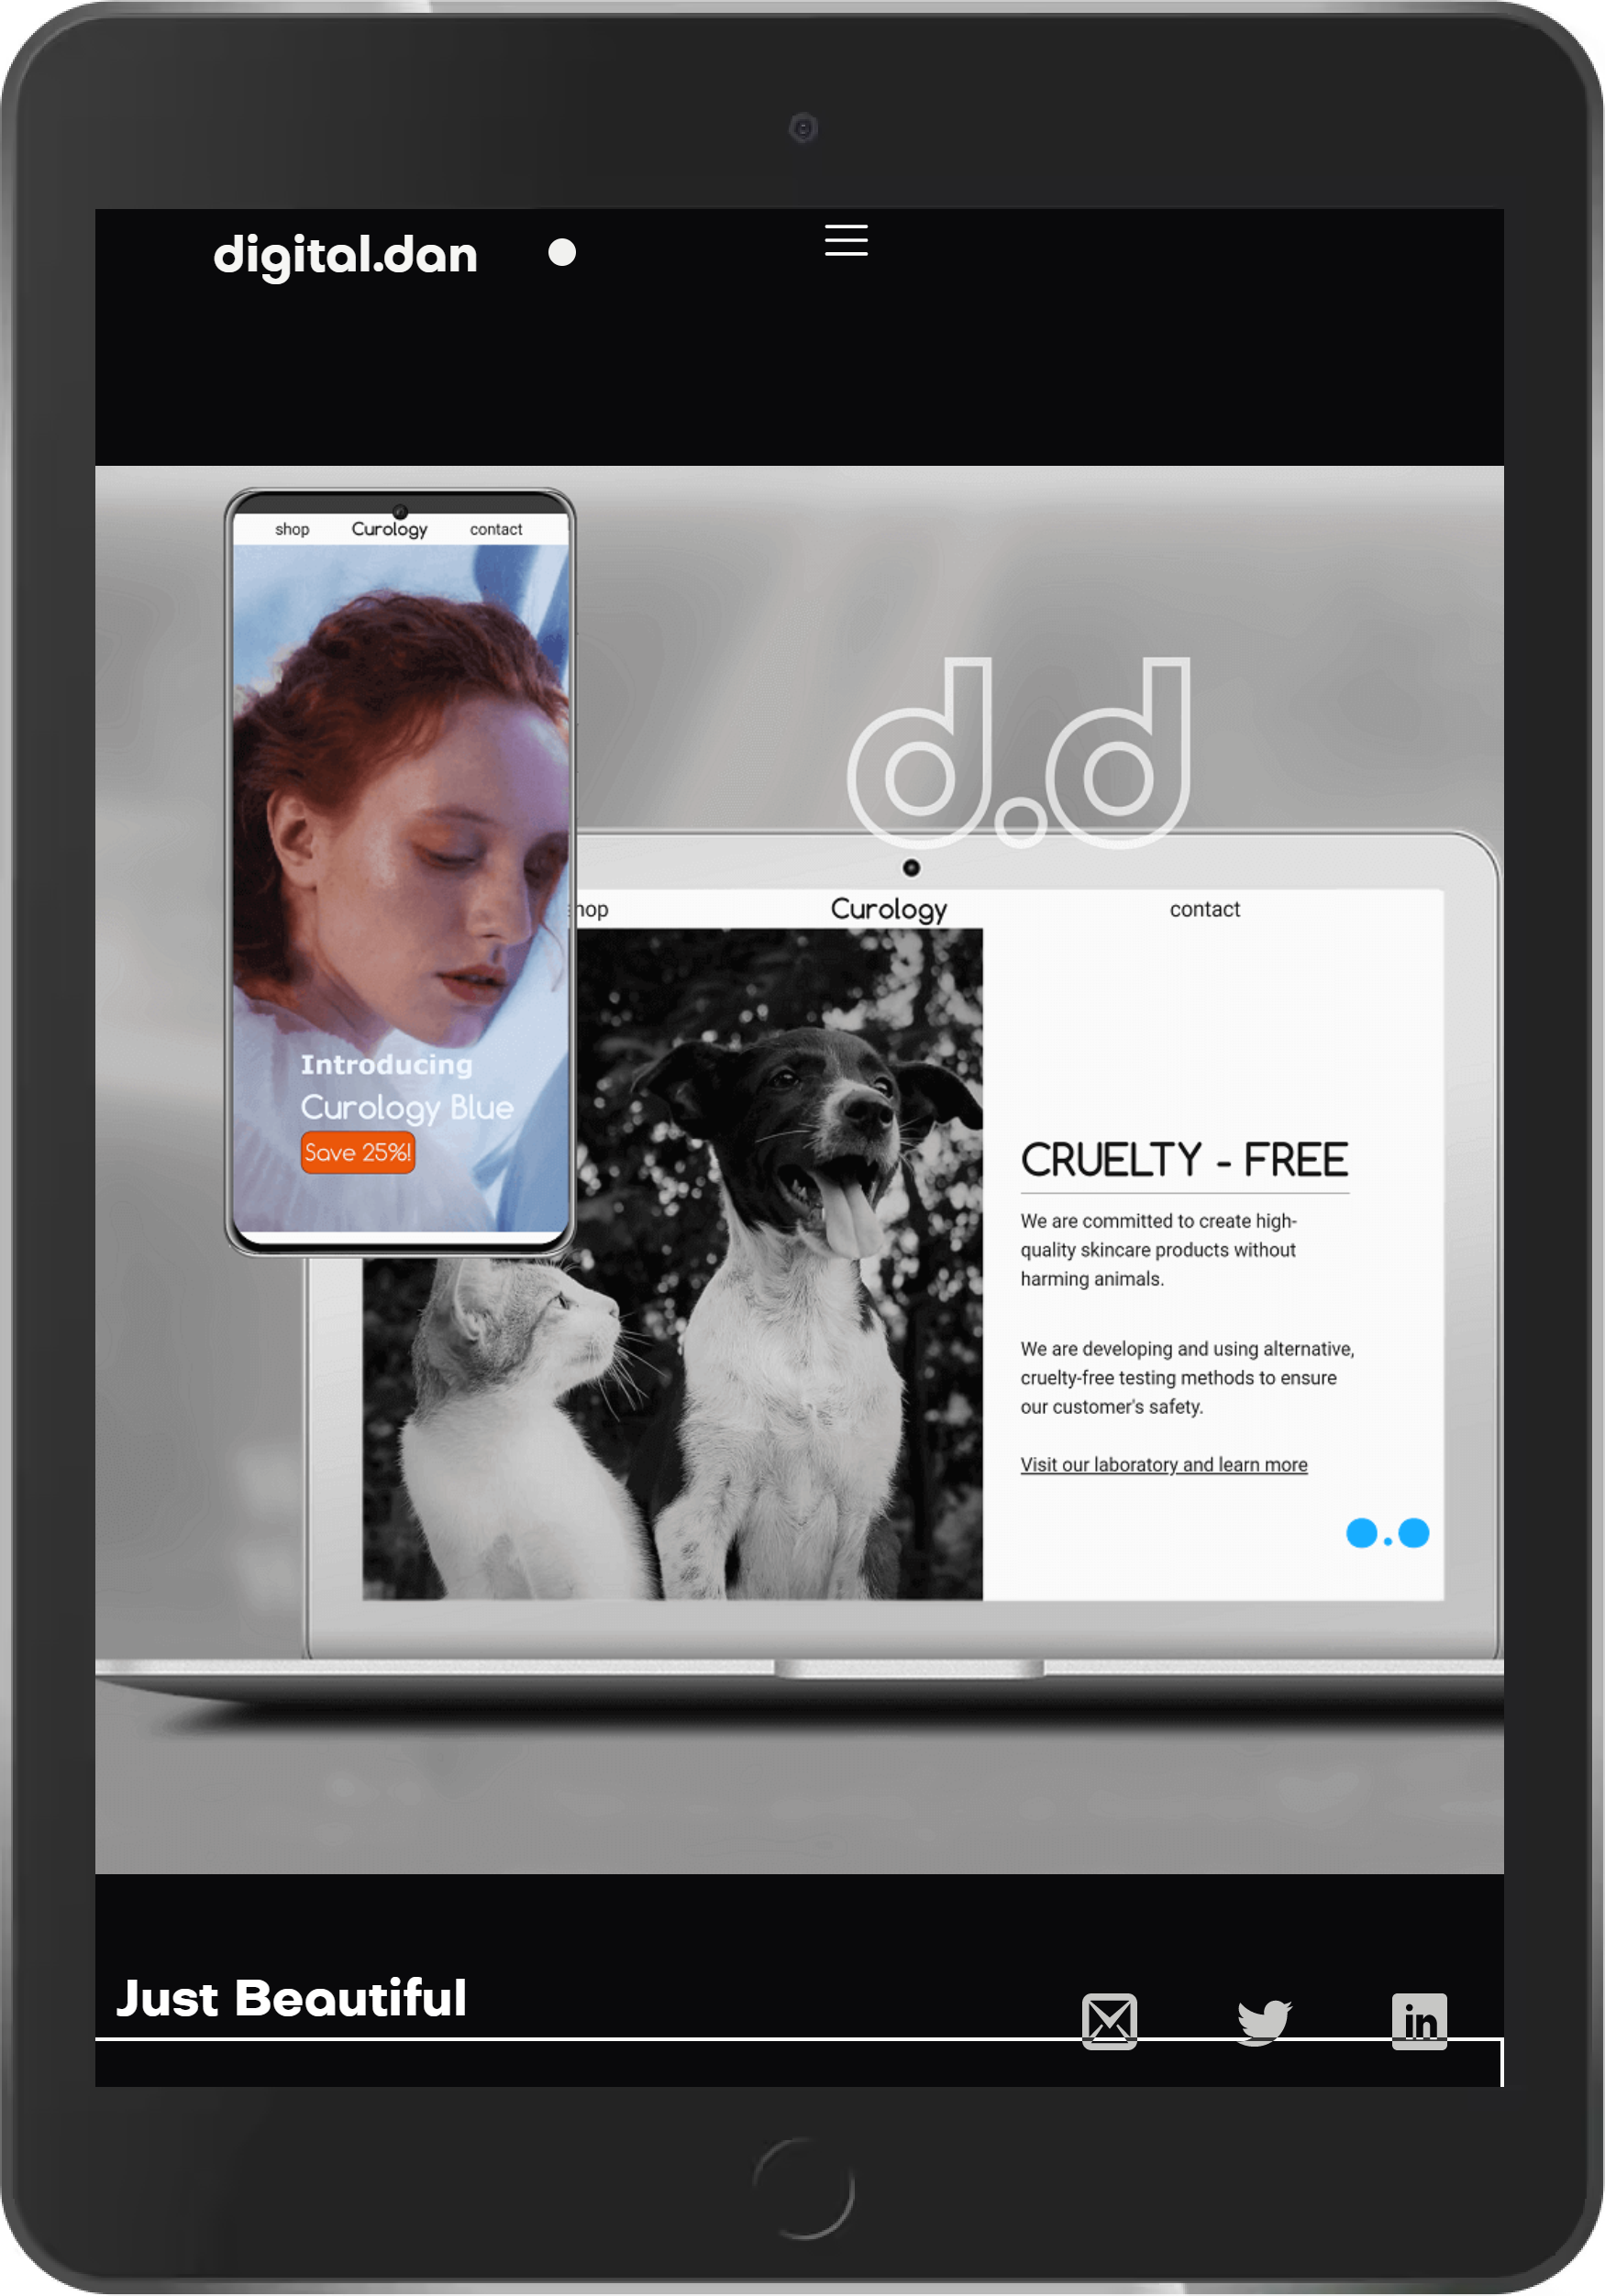 digital.dan
shop Curology contact
d.d
Introducing
Curology Blue
Save 25%!
hop Curology contact
CRUELTY - FREE
We are committed to create high-
quality skincare products without
harming animals.
We are developing and using alternative,
cruelty-free testing methods to ensure
our customer's safety.
Visit our laboratory and learn more
Just Beautiful
in